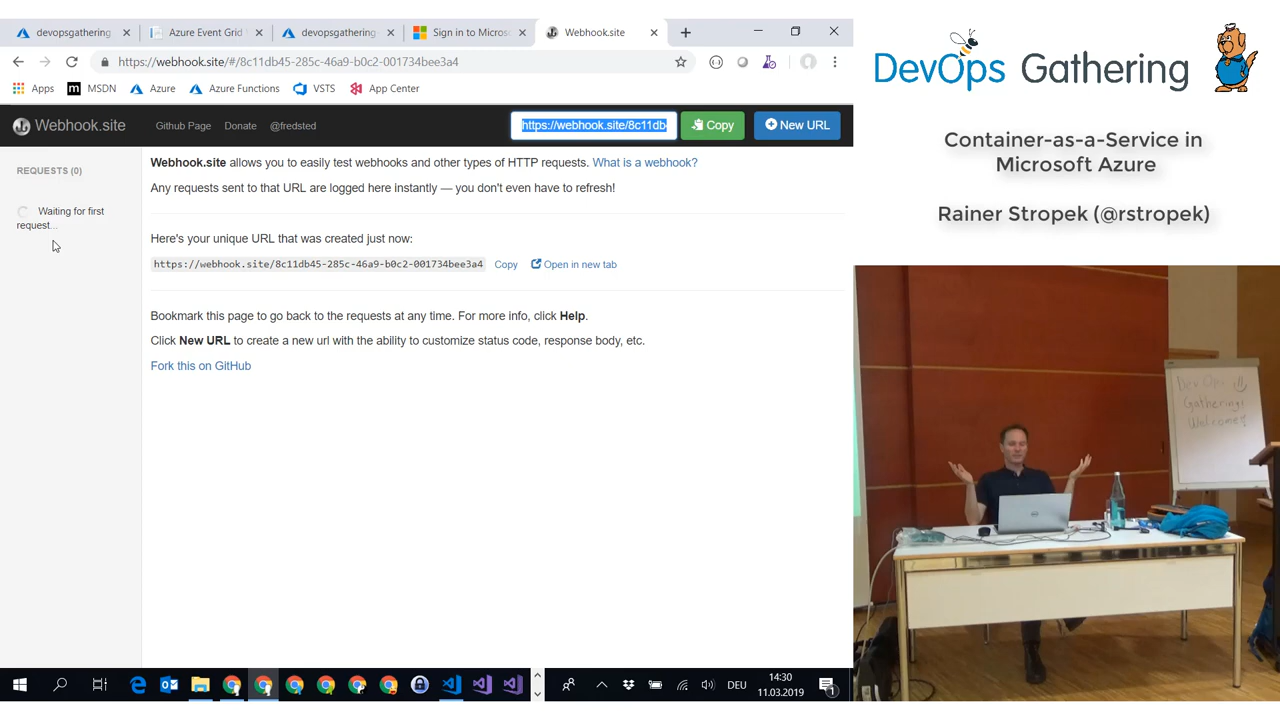 devopsgathering
Azure Event Grid
devopsgathering
Sign in to Micros
Webhook.site
https://webhook.site/#/8c11db45-285c-46a9-b0c2-001734bee3a4
Apps
MSDN
Azure
Azure Functions
VSTS
App Center
Webhook.site
Github Page
Donate
@fredsted
https://webhook.site/8c11db45
Copy
New URL
REQUESTS (0)
Waiting for first
request...
Webhook.site allows you to easily test webhooks and other types of HTTP requests. What is a webhook?
Any requests sent to that URL are logged here instantly — you don't even have to refresh!
Here's your unique URL that was created just now:
https://webhook.site/8c11db45-285c-46a9-b0c2-001734bee3a4 Copy Open in new tab
Bookmark this page to go back to the requests at any time. For more info, click Help.
Click New URL to create a new url with the ability to customize status code, response body, etc.
Fork this on GitHub
DEU
14:30
11.03.2019
1
DevOps Gathering
Container-as-a-Service in
Microsoft Azure
Rainer Stropek (@rstropek)
DevOps
Gathering!
Welcome!
DELL